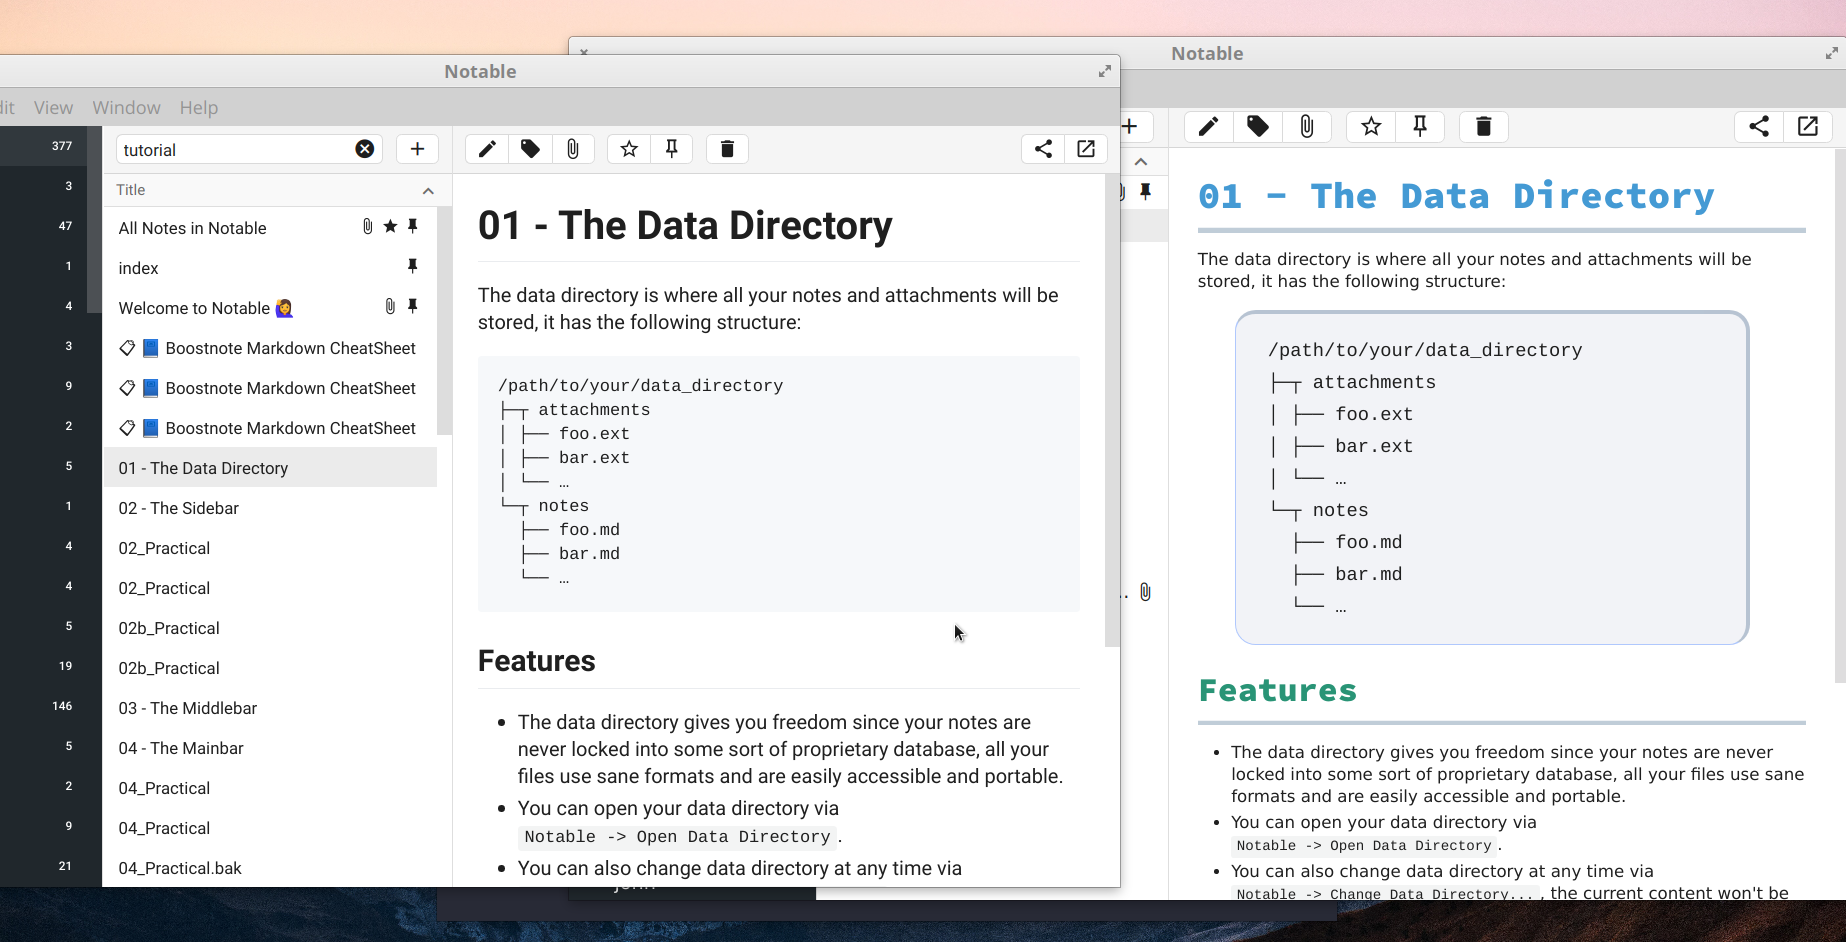 Notable
Notable
dit View Window Help
377
3
47
1
4
3
9
2
5
1
4
4
5
19
146
5
2
9
21
tutorial
Title
All Notes in Notable
index
Welcome to Notable 🙋‍♀️
📘 Boostnote Markdown CheatSheet
📘 Boostnote Markdown CheatSheet
📘 Boostnote Markdown CheatSheet
01 - The Data Directory
02 - The Sidebar
02_Practical
02_Practical
02b_Practical
02b_Practical
03 - The Middlebar
04 - The Mainbar
04_Practical
04_Practical
04_Practical.bak
01 - The Data Directory
The data directory is where all your notes and attachments will be
stored, it has the following structure:
/path/to/your/data_directory
├─┬ attachments
│ ├── foo.ext
│ ├── bar.ext
│ └── …
└─┬ notes
  ├── foo.md
  ├── bar.md
  └── …
Features
• The data directory gives you freedom since your notes are
never locked into some sort of proprietary database, all your
files use sane formats and are easily accessible and portable.
• You can open your data directory via
Notable -> Open Data Directory.
• You can also change data directory at any time via
01 - The Data Directory
The data directory is where all your notes and attachments will be
stored, it has the following structure:
/path/to/your/data_directory
├─┬ attachments
│ ├── foo.ext
│ ├── bar.ext
│ └── …
└─┬ notes
  ├── foo.md
  ├── bar.md
  └── …
Features
• The data directory gives you freedom since your notes are never
locked into some sort of proprietary database, all your files use sane
formats and are easily accessible and portable.
• You can open your data directory via
Notable -> Open Data Directory.
• You can also change data directory at any time via
Notable -> Change Data Directory..., the current content won't be